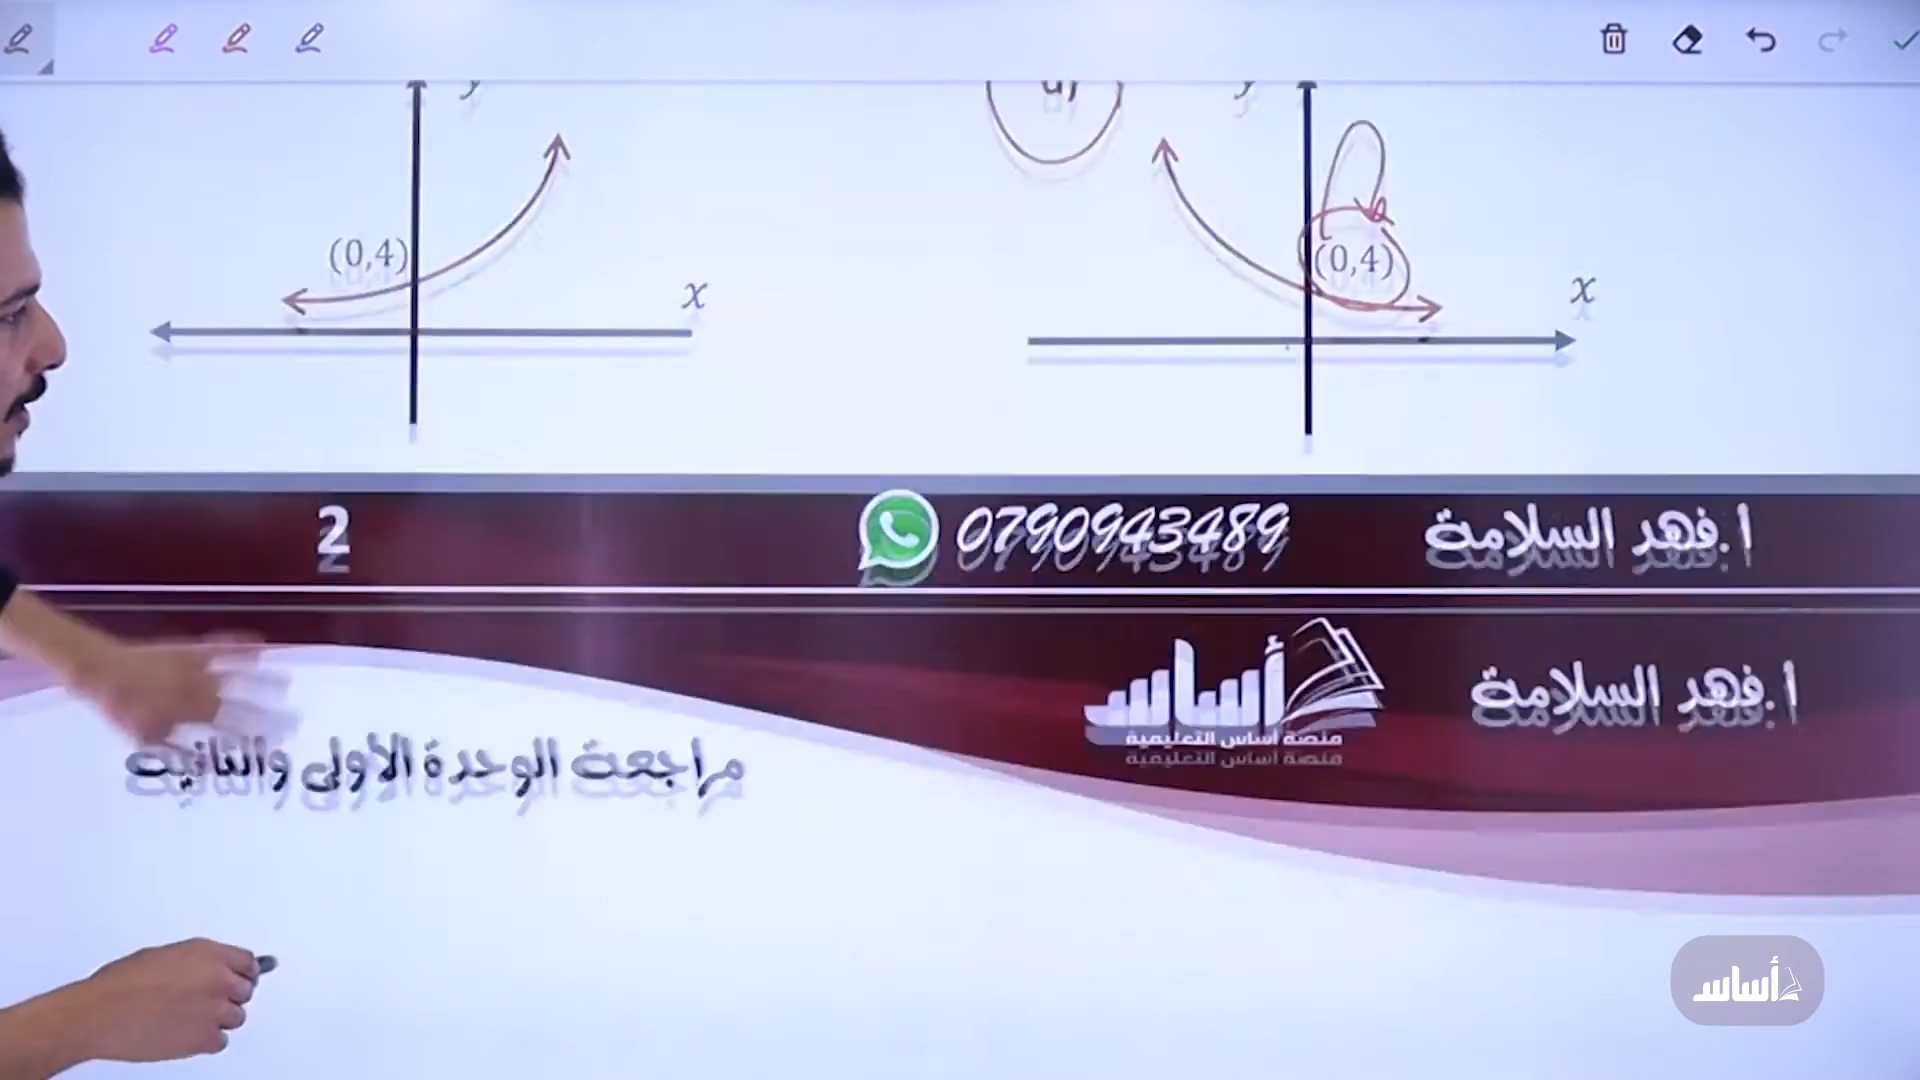 y
y
(0,4)
(0,4)
x
x
أ.فهد السلامة
0790943489
2
أ.فهد السلامة
أساس
منصة أساس التعليمية
مراجعة الوحدة الأولى والثانية
أساس